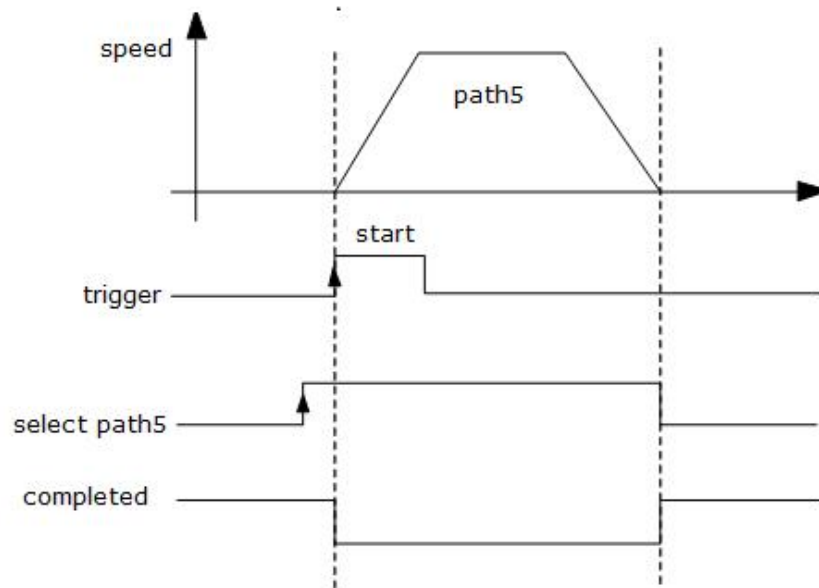 speed
path5
start
trigger
select path5
completed